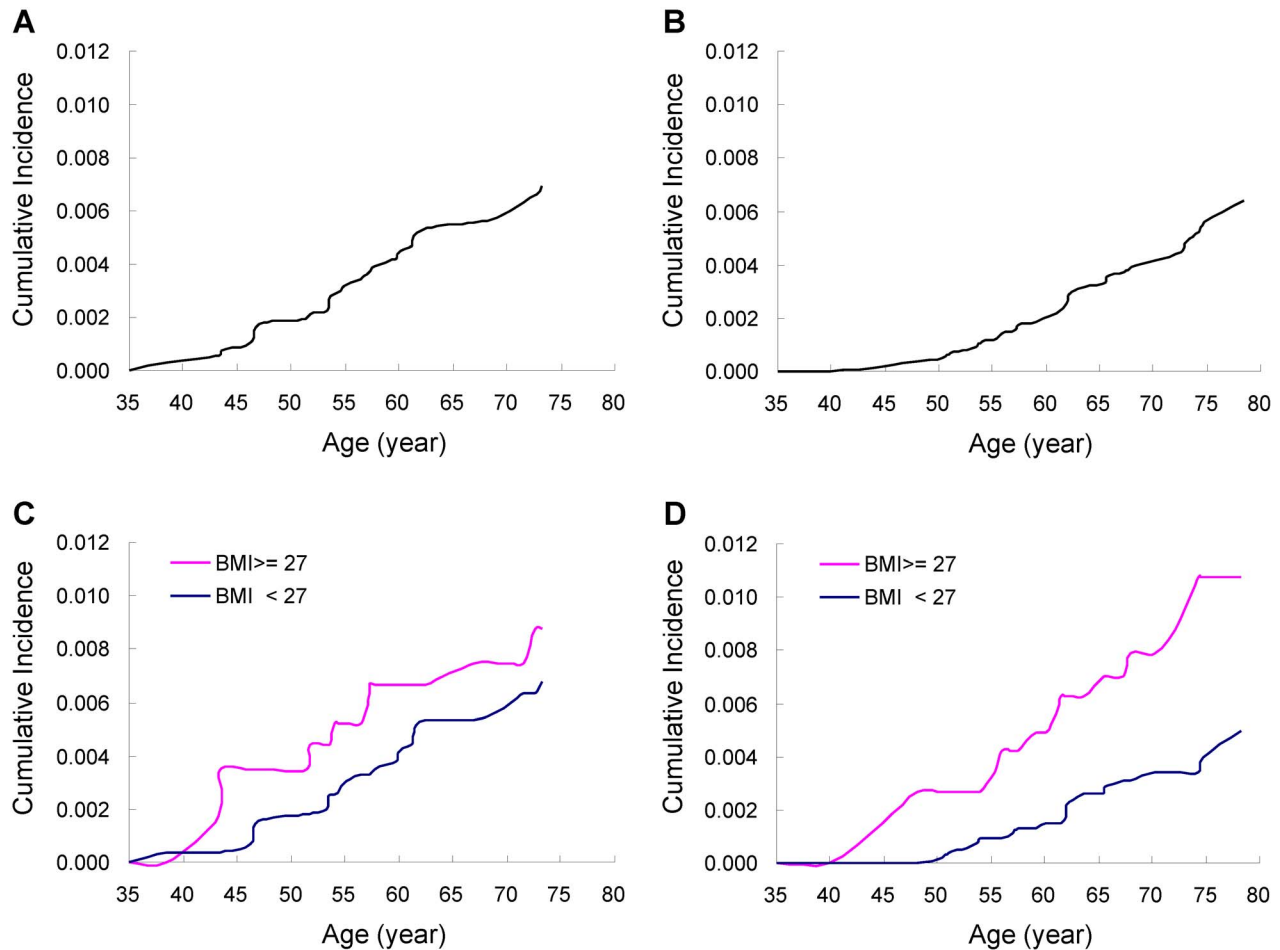 A
Cumulative Incidence
0.012
0.010
0.008
0.006
0.004
0.002
0.000
35 40 45 50 55 60 65 70 75 80
Age (year)
B
Cumulative Incidence
0.012
0.010
0.008
0.006
0.004
0.002
0.000
35 40 45 50 55 60 65 70 75 80
Age (year)
C
Cumulative Incidence
0.012
0.010
0.008
0.006
0.004
0.002
0.000
BMI>= 27
BMI < 27
35 40 45 50 55 60 65 70 75 80
Age (year)
D
Cumulative Incidence
0.012
0.010
0.008
0.006
0.004
0.002
0.000
BMI>= 27
BMI < 27
35 40 45 50 55 60 65 70 75 80
Age (year)